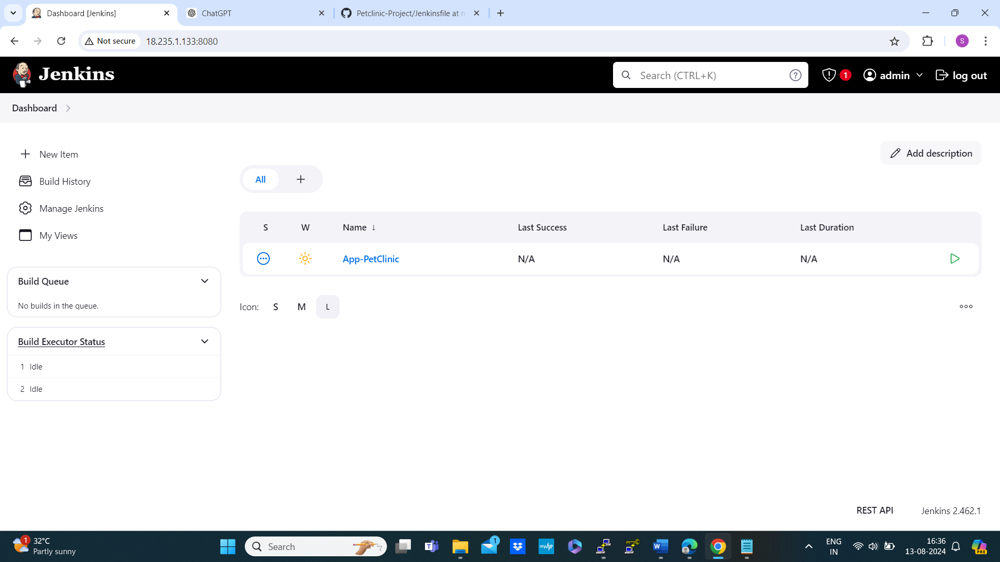 Dashboard [Jenkins]
ChatGPT
Petclinic-Project/Jenkinsfile at m
Not secure
18.235.1.133:8080
S
Jenkins
Search (CTRL+K)
?
1
admin
log out
Dashboard
New Item
Build History
Manage Jenkins
My Views
Add description
All
+
S W Name ↓ Last Success Last Failure Last Duration
App-PetClinic N/A N/A N/A
Build Queue
No builds in the queue.
Icon: S M L
Build Executor Status
1 Idle
2 Idle
REST API
Jenkins 2.462.1
1
32°C
Partly sunny
Search
T
1
myhp
W
ENG
IN
16:36
13-08-2024
PRE